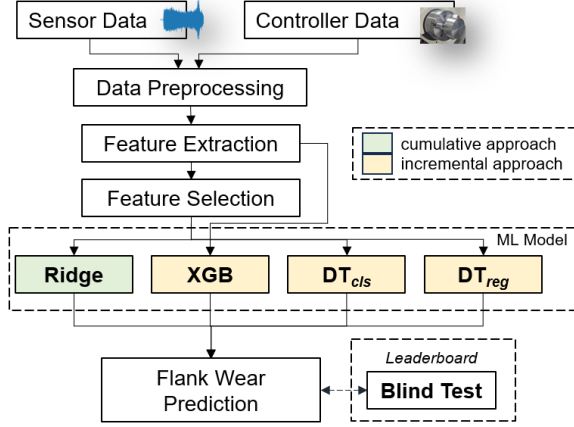 Sensor Data
Controller Data
Data Preprocessing
Feature Extraction
cumulative approach
incremental approach
Feature Selection
ML Model
Ridge
XGB
DTcls
DTreg
Flank Wear
Prediction
Leaderboard
Blind Test